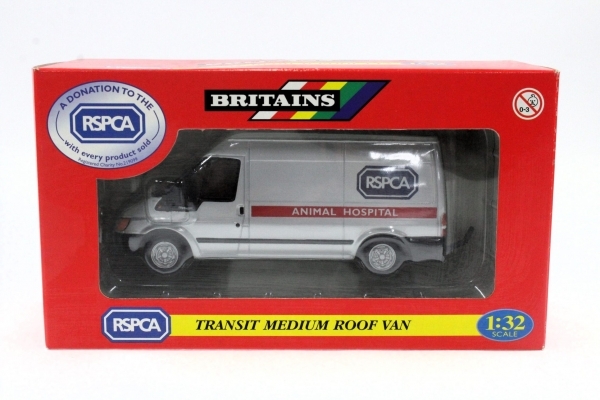 A DONATION TO THE
RSPCA
...with every product sold
BRITAINS
0-3
RSPCA
ANIMAL HOSPITAL
RSPCA
TRANSIT MEDIUM ROOF VAN
1:32
SCALE